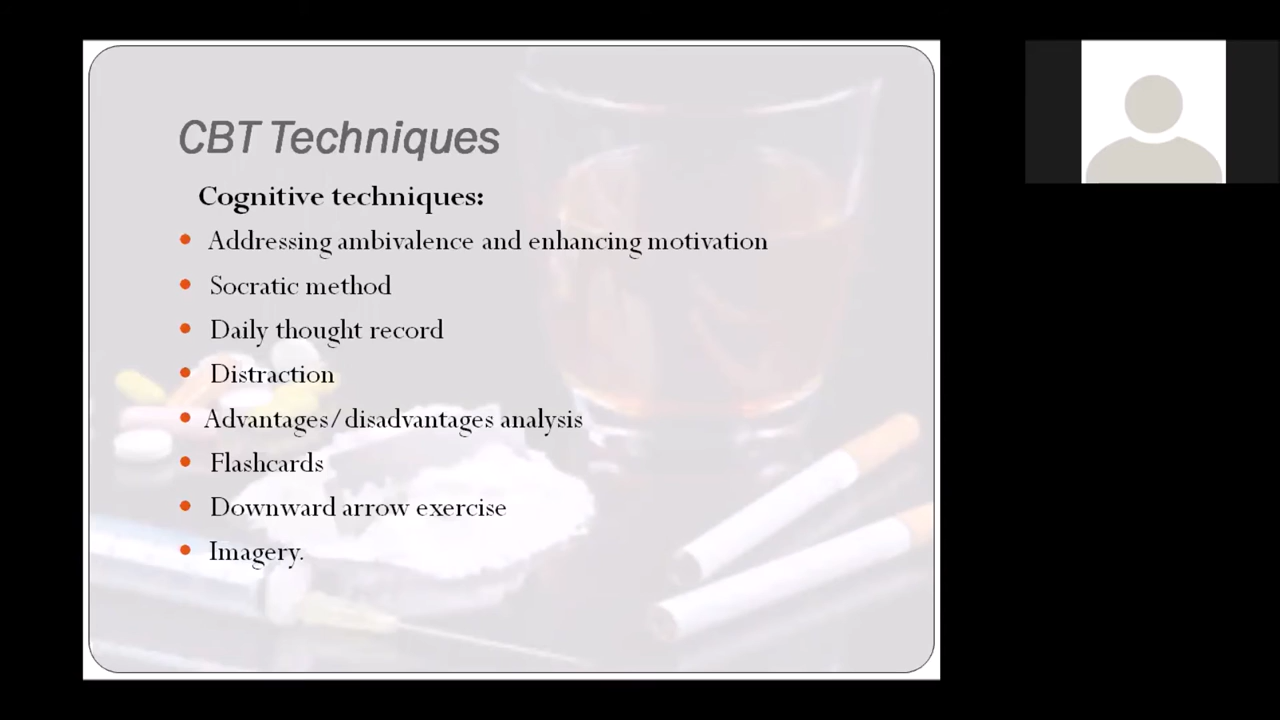 CBT Techniques
Cognitive techniques:
• Addressing ambivalence and enhancing motivation
• Socratic method
• Daily thought record
• Distraction
• Advantages/disadvantages analysis
• Flashcards
• Downward arrow exercise
• Imagery.